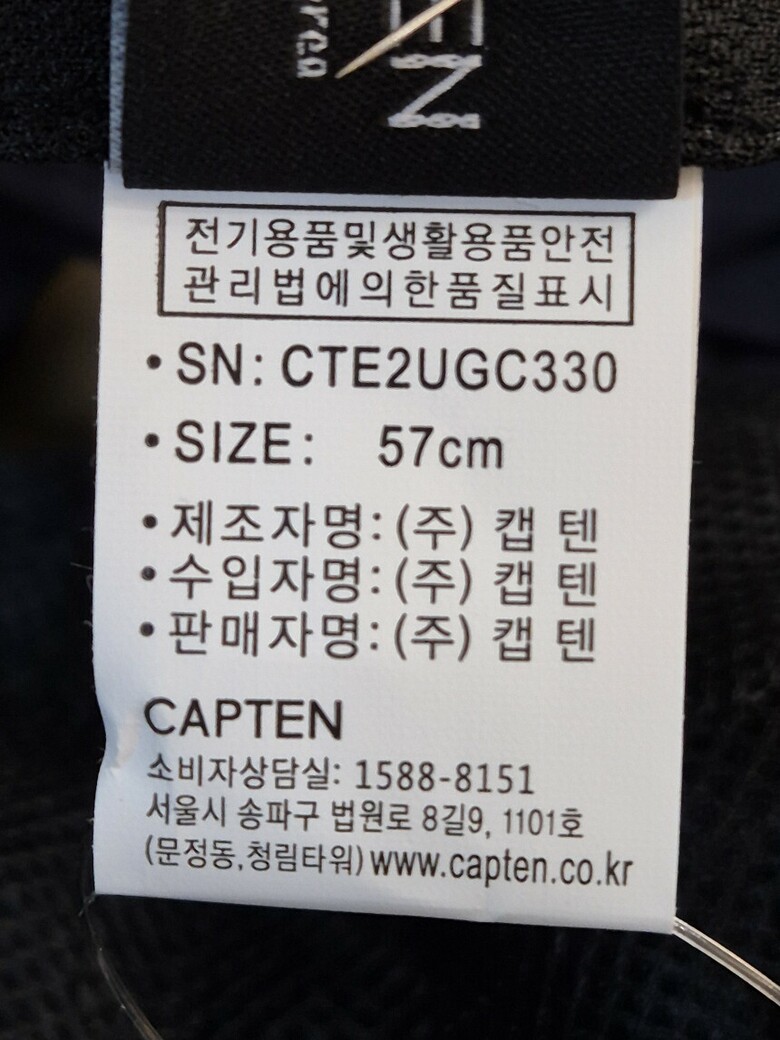 전기용품및생활용품안전
관리법에의한품질표시
• SN: CTE2UGC330
• SIZE: 57cm
• 제조자명: (주) 캡 텐
• 수입자명: (주) 캡 텐
• 판매자명: (주) 캡 텐
CAPTEN
소비자상담실: 1588-8151
서울시 송파구 법원로 8길9, 1101호
(문정동,청림타워) www.capten.co.kr